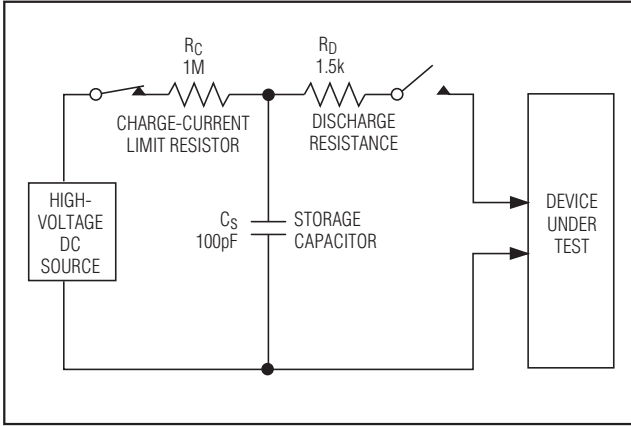 RC
1M
CHARGE-CURRENT
LIMIT RESISTOR
RD
1.5k
DISCHARGE
RESISTANCE
HIGH-
VOLTAGE
DC
SOURCE
CS
100pF
STORAGE
CAPACITOR
DEVICE
UNDER
TEST